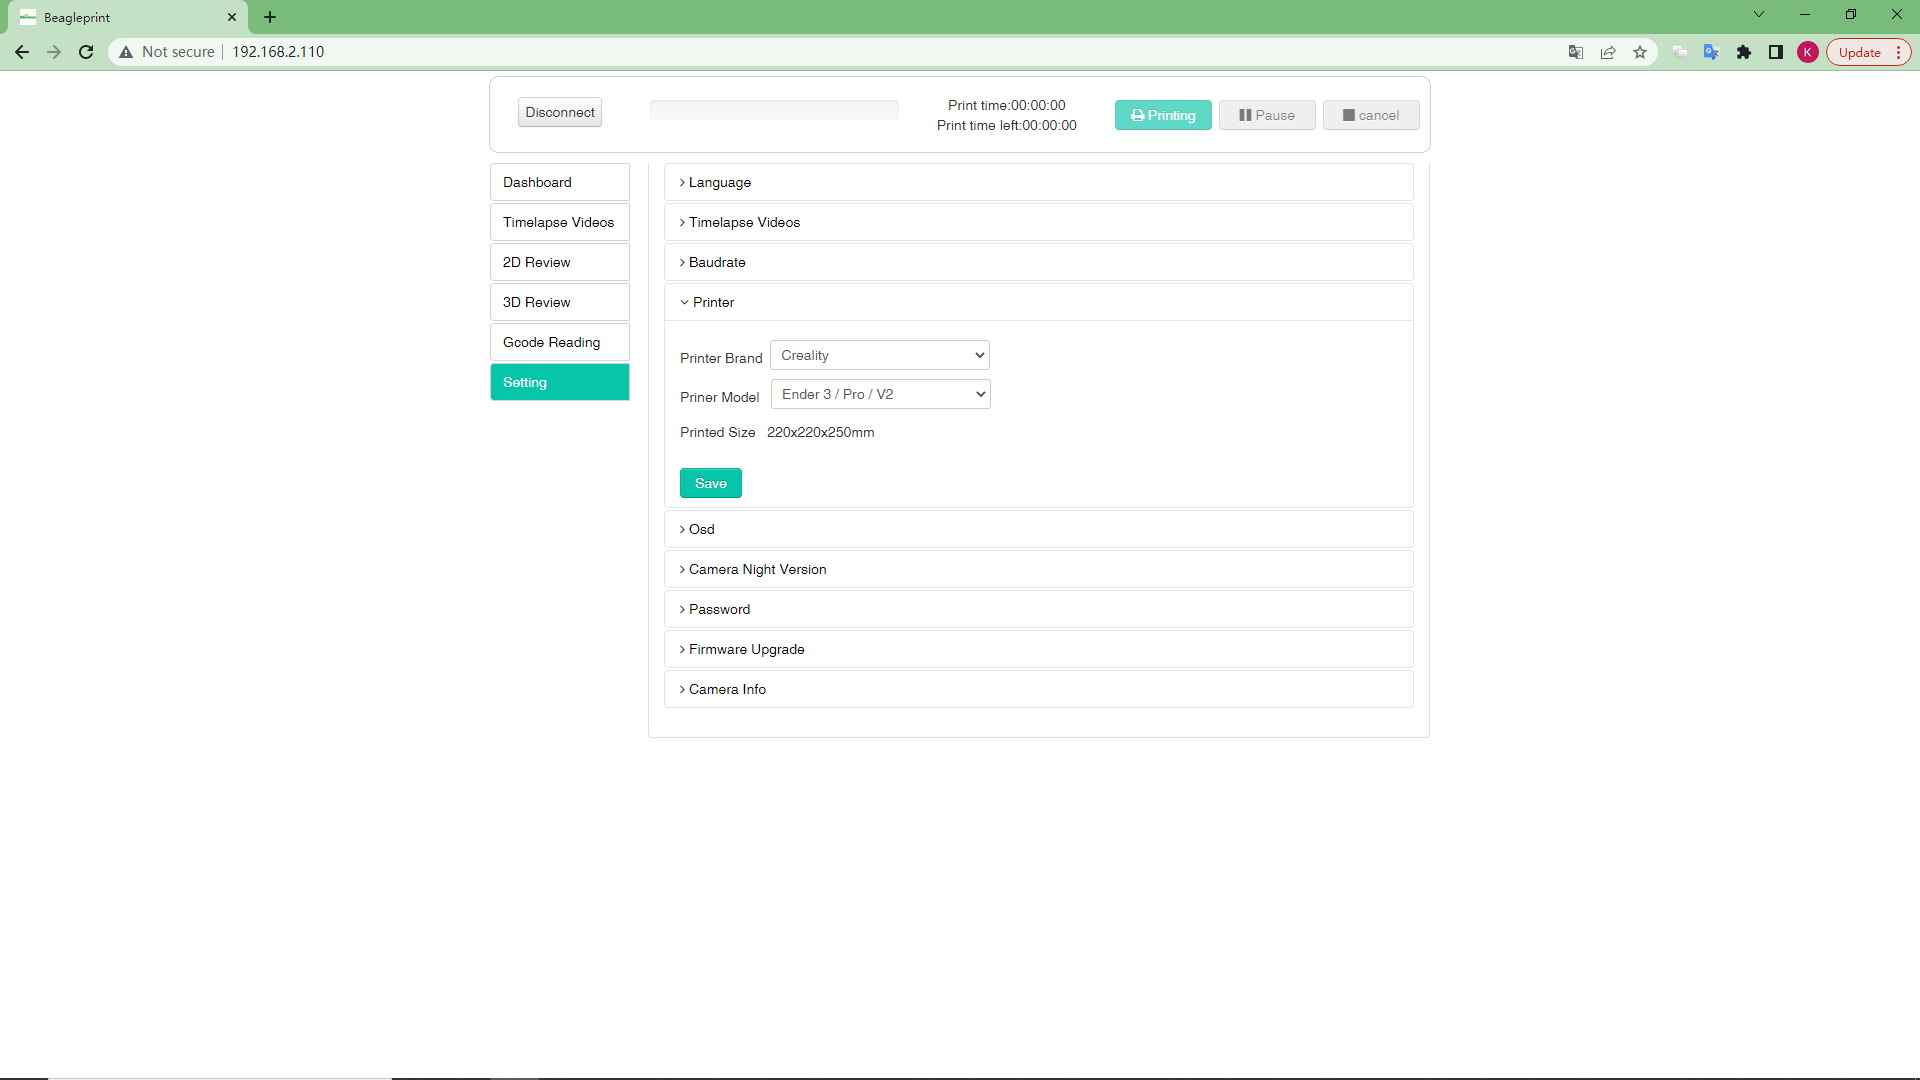 Beagleprint
Not secure
192.168.2.110
K
Update
Disconnect
Print time:00:00:00
Print time left:00:00:00
Printing
Pause
cancel
Dashboard
Timelapse Videos
2D Review
3D Review
Gcode Reading
Setting
Language
Timelapse Videos
Baudrate
Printer
Printer Brand Creality
Priner Model Ender 3 / Pro / V2
Printed Size 220x220x250mm
Save
Osd
Camera Night Version
Password
Firmware Upgrade
Camera Info